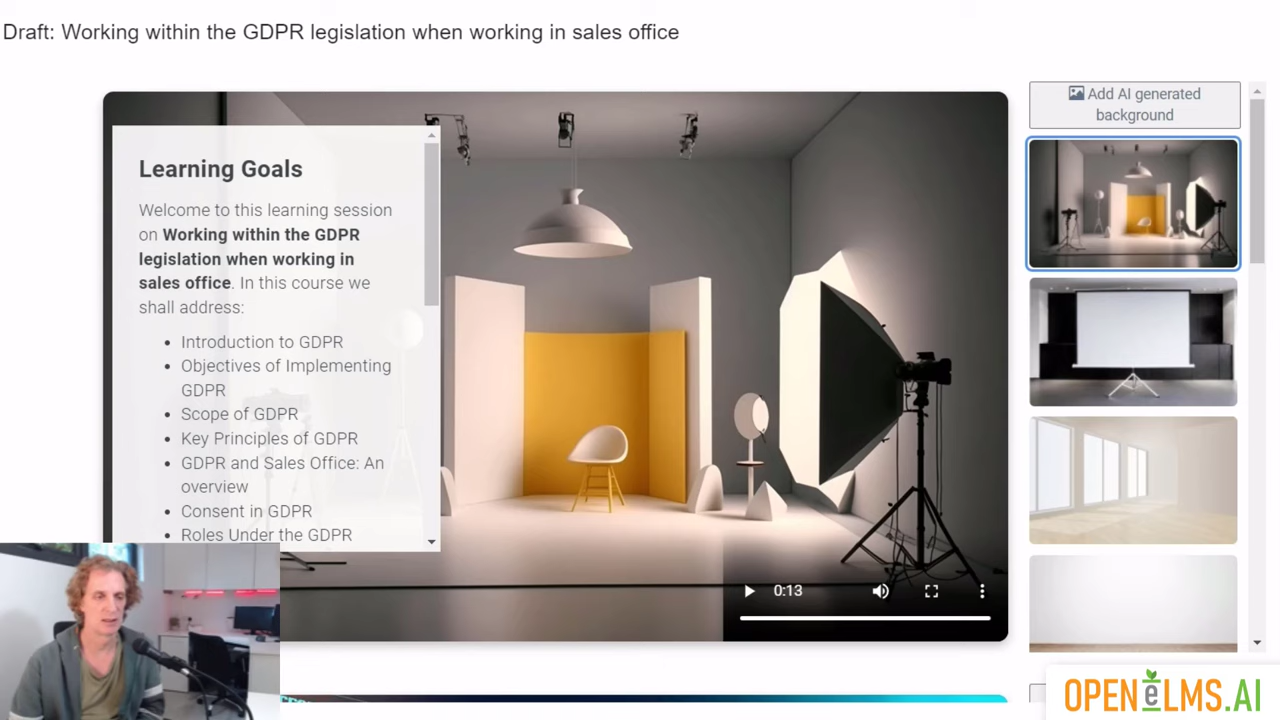 Draft: Working within the GDPR legislation when working in sales office
Add AI generated
background
Learning Goals
Welcome to this learning session
on Working within the GDPR
legislation when working in
sales office. In this course we
shall address:
• Introduction to GDPR
• Objectives of Implementing
GDPR
• Scope of GDPR
• Key Principles of GDPR
• GDPR and Sales Office: An
overview
• Consent in GDPR
• Roles Under the GDPR
0:13
OPENeLMS.AI